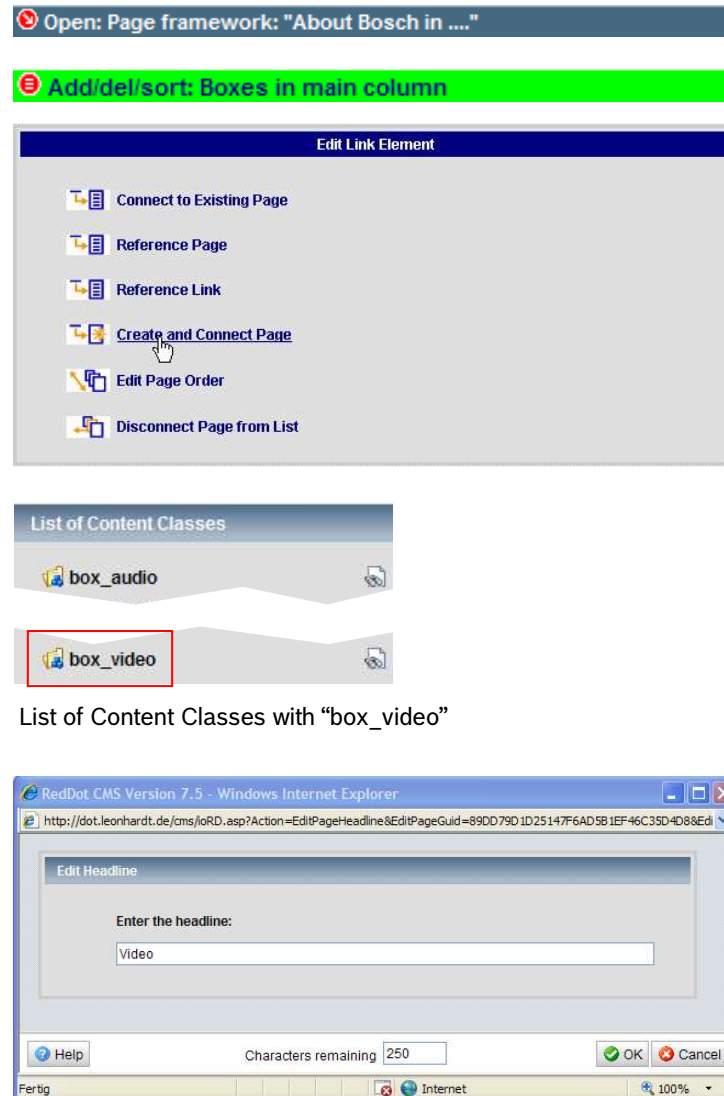 Open: Page framework: "About Bosch in ...."
Add/del/sort: Boxes in main column
Edit Link Element
Connect to Existing Page
Reference Page
Reference Link
Create and Connect Page
Edit Page Order
Disconnect Page from List
List of Content Classes
box_audio
box_video
List of Content Classes with “box_video”
RedDot CMS Version 7.5 - Windows Internet Explorer
http://dot.leonhardt.de/cms/ioRD.asp?Action=EditPageHeadline&EditPageGuid=89DD79D1D25147F6AD5B1EF46C35D4D8&Edi
Edit Headline
Enter the headline:
Video
Help Characters remaining 250 OK Cancel
Fertig Internet 100%